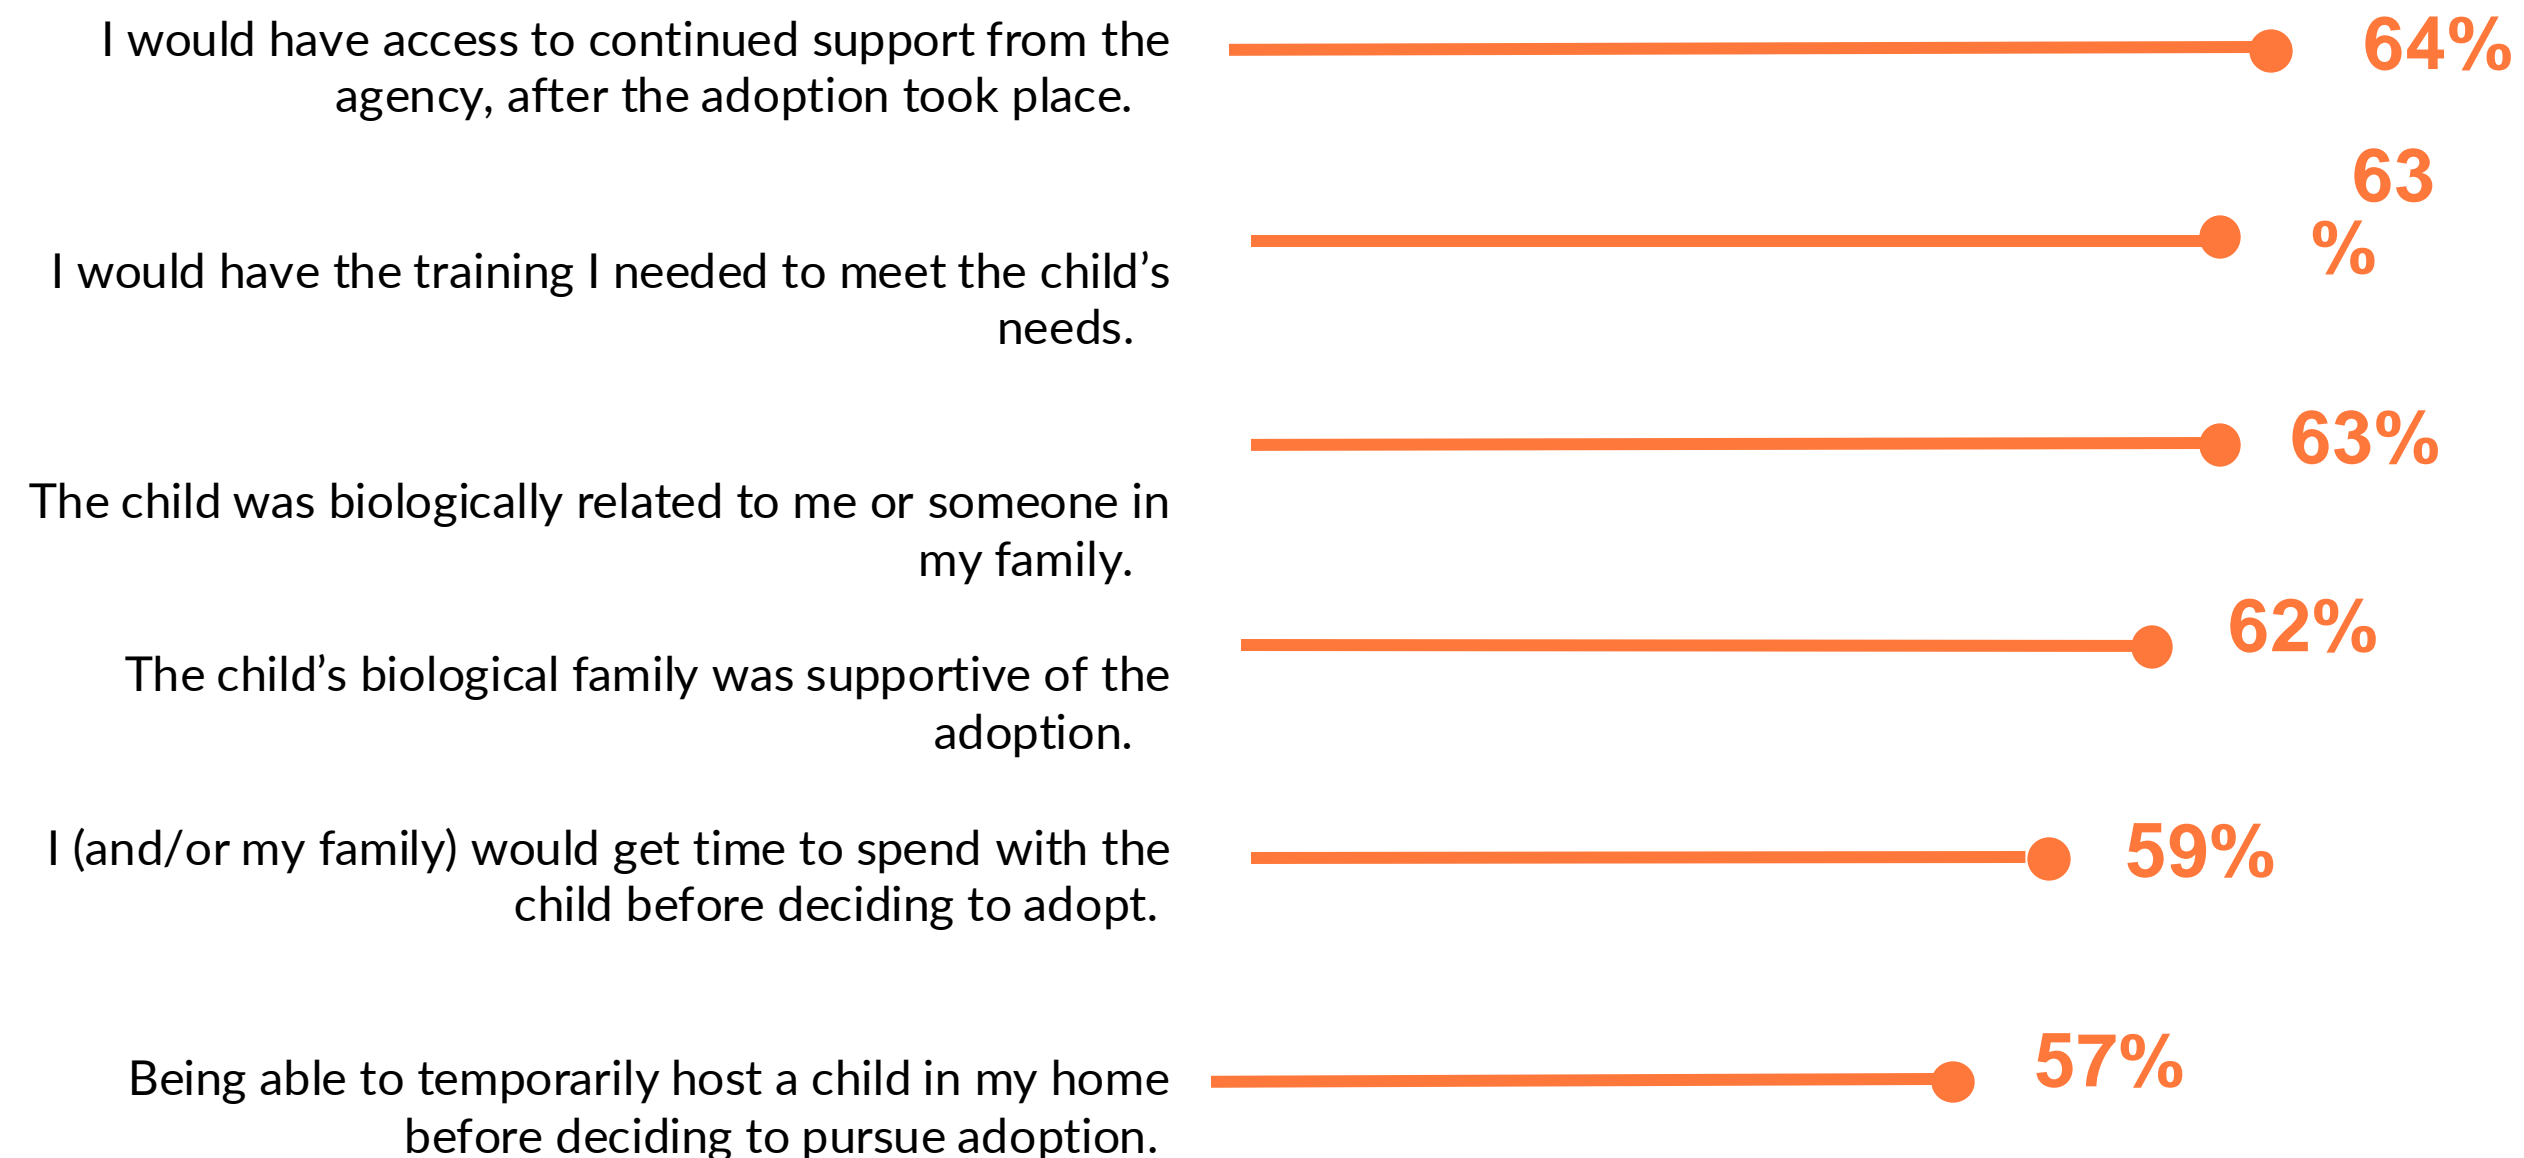 I would have access to continued support from the
agency, after the adoption took place.
64%
63
%
I would have the training I needed to meet the child’s
needs.
63%
The child was biologically related to me or someone in
my family.
62%
The child’s biological family was supportive of the
adoption.
I (and/or my family) would get time to spend with the
child before deciding to adopt.
59%
Being able to temporarily host a child in my home
before deciding to pursue adoption.
57%